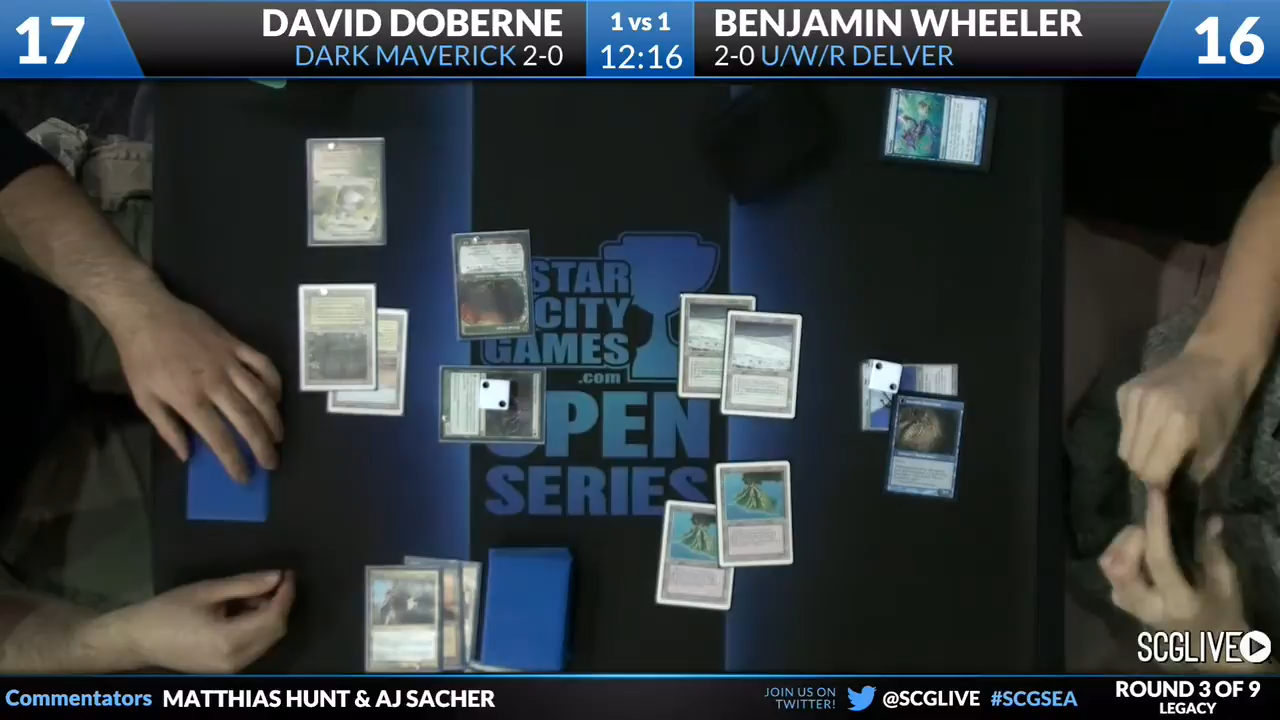 17
DAVID DOBERNE
DARK MAVERICK 2-0
1 vs 1
12:16
BENJAMIN WHEELER
2-0 U/W/R DELVER
16
STAR
CITY
GAMES
.com
OPEN
SERIES
SCGLIVE
Commentators MATTHIAS HUNT & AJ SACHER
JOIN US ON
TWITTER!
@SCGLIVE #SCGSEA
ROUND 3 OF 9
LEGACY